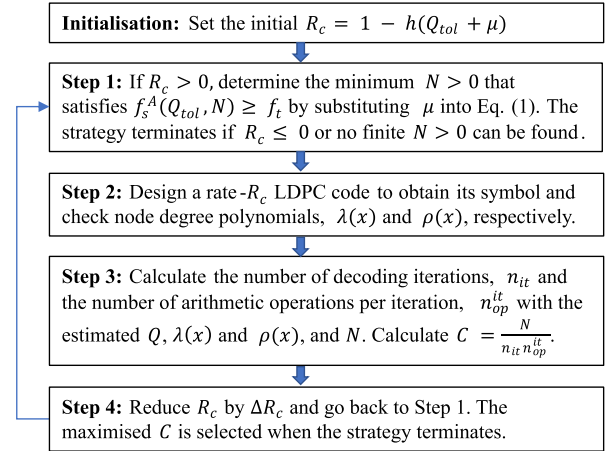 Initialisation: Set the initial R_c = 1 − h(Q_tol + μ)
Step 1: If R_c > 0, determine the minimum N > 0 that
satisfies f_s^A(Q_tol, N) ≥ f_t by substituting μ into Eq. (1). The
strategy terminates if R_c ≤ 0 or no finite N > 0 can be found.
Step 2: Design a rate-R_c LDPC code to obtain its symbol and
check node degree polynomials, λ(x) and ρ(x), respectively.
Step 3: Calculate the number of decoding iterations, n_it and
the number of arithmetic operations per iteration, n_op^it with the
estimated Q, λ(x) and ρ(x), and N. Calculate C = N/(n_it n_op^it).
Step 4: Reduce R_c by ΔR_c and go back to Step 1. The
maximised C is selected when the strategy terminates.